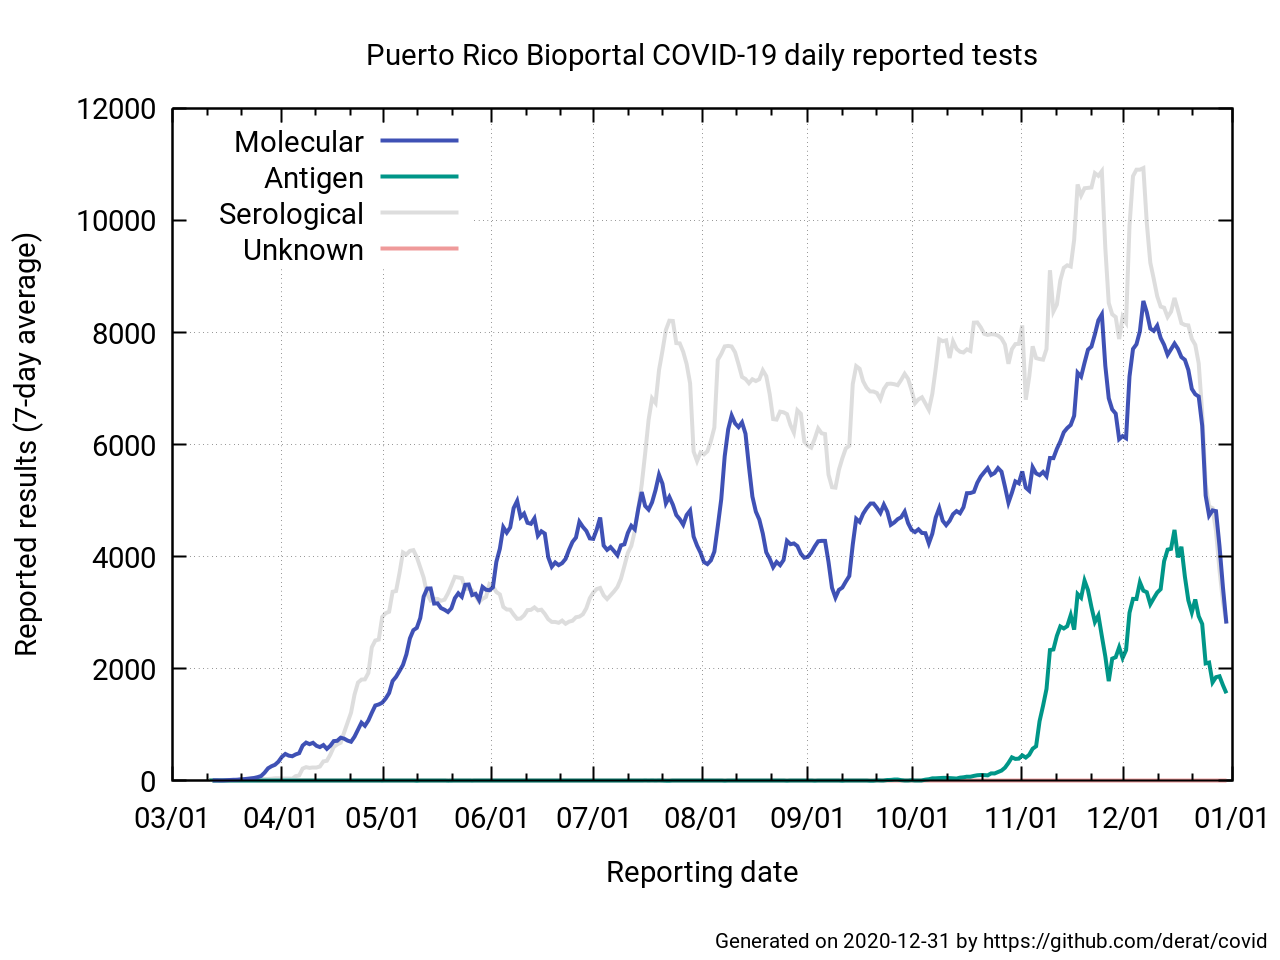 Puerto Rico Bioportal COVID-19 daily reported tests
12000
10000
8000
6000
4000
2000
0
Reported results (7-day average)
Molecular
Antigen
Serological
Unknown
03/01 04/01 05/01 06/01 07/01 08/01 09/01 10/01 11/01 12/01 01/01
Reporting date
Generated on 2020-12-31 by https://github.com/derat/covid